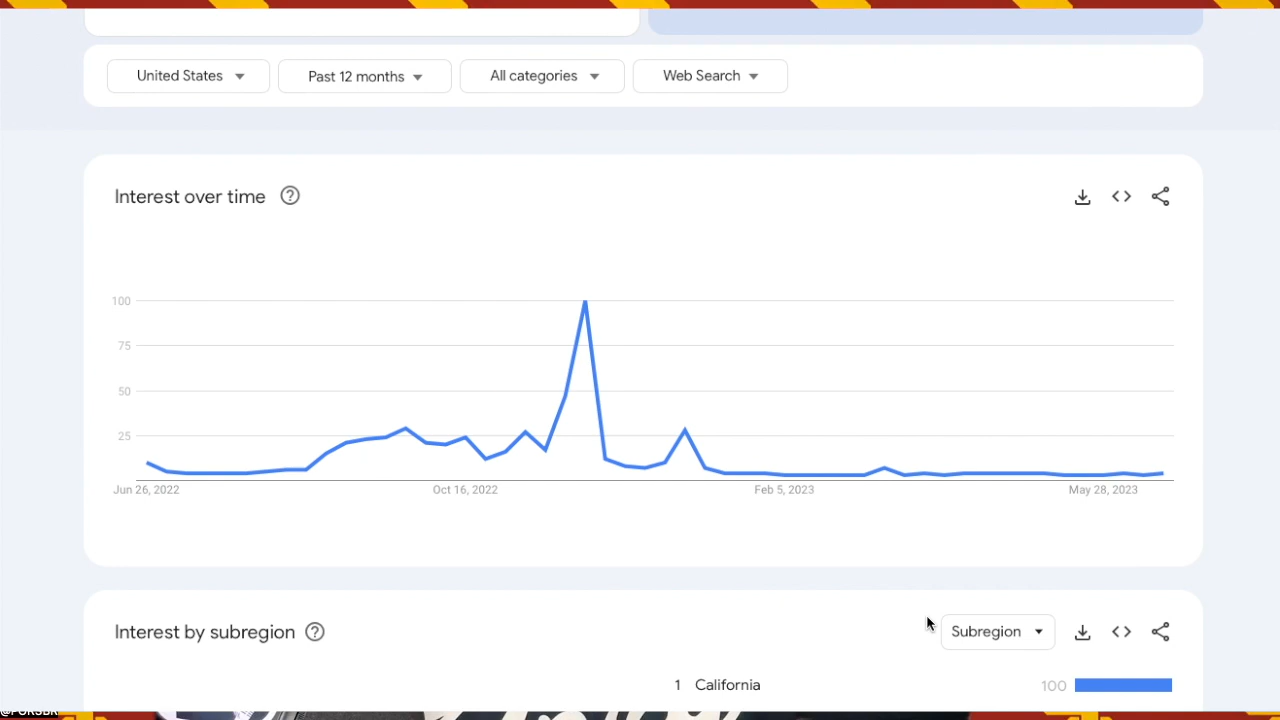 United States
Past 12 months
All categories
Web Search
Interest over time
100
75
50
25
Jun 26, 2022
Oct 16, 2022
Feb 5, 2023
May 28, 2023
Interest by subregion
Subregion
1 California
100